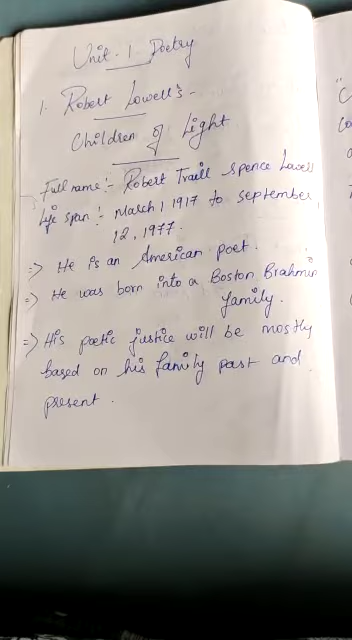 Unit. 1. Poetry
1. Robert Lowell's -
Children of Light
Full name :- Robert Traill Spence Lowell
Life span :- March 1, 1917 to September
12, 1977.
=> He is an American poet.
=> He was born into a Boston Brahmin
family.
=> His poetic justice will be mostly
based on his family past and
present.